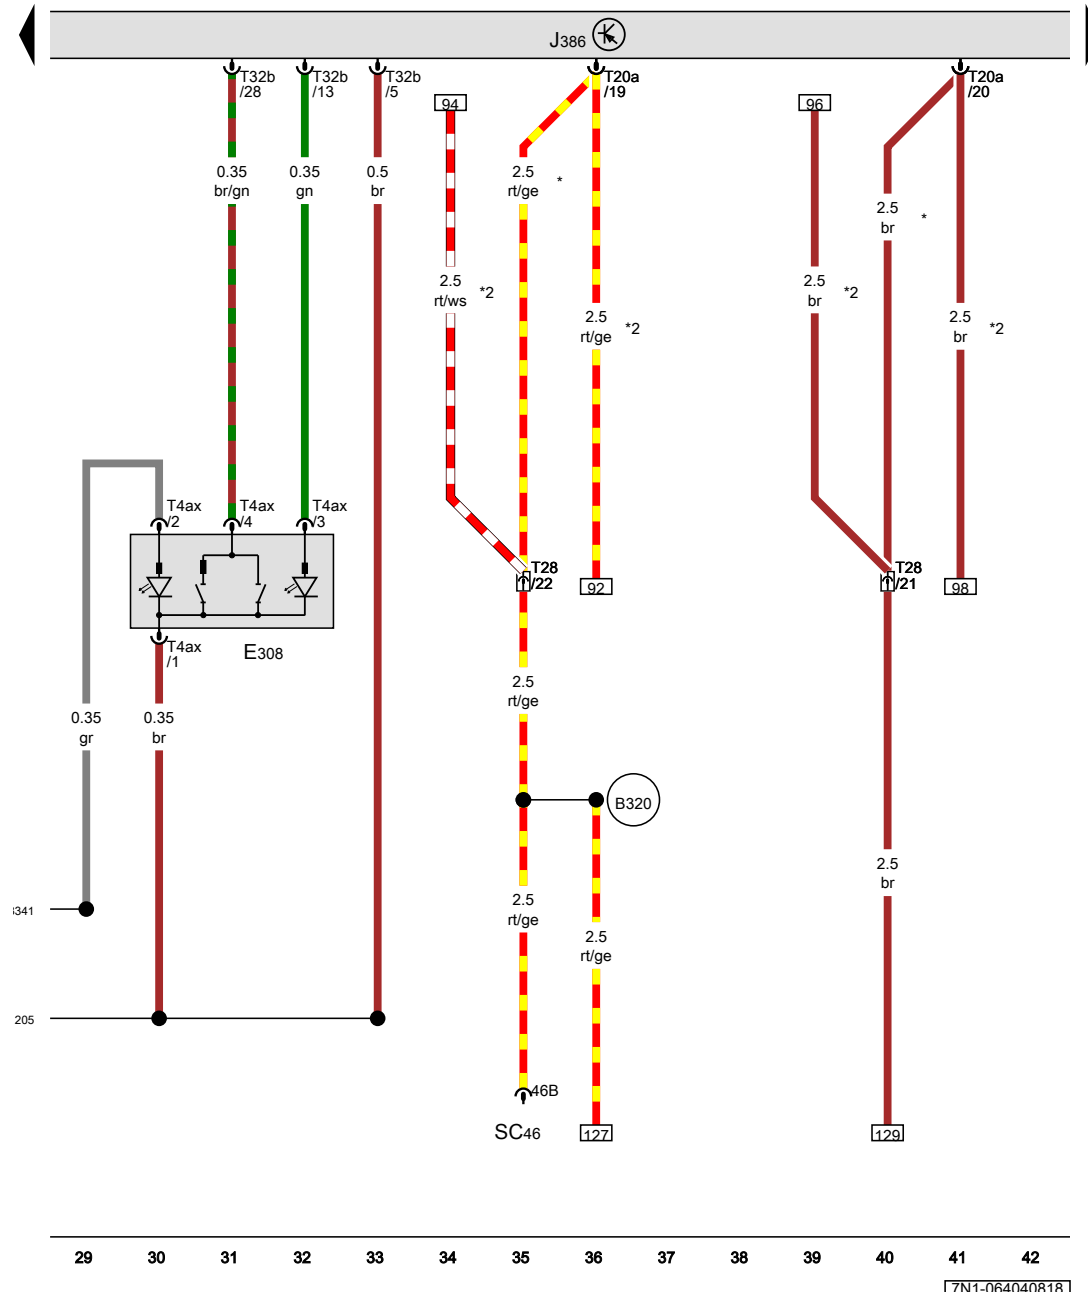 J386
T32b
/28
T32b
/13
T32b
/5
T20a
/19
T20a
/20
94
96
0.35
br/gn
0.35
gn
0.5
br
2.5
rt/ge
*
2.5
br
*
2.5
rt/ws
*2
2.5
rt/ge
*2
2.5
br
*2
2.5
br
*2
T4ax
/2
T4ax
/4
T4ax
/3
T28
/22
92
T28
/21
98
T4ax
/1
E308
2.5
rt/ge
0.35
gr
0.35
br
B320
2.5
br
2.5
rt/ge
2.5
rt/ge
341
205
46B
SC46
127
129
29 30 31 32 33 34 35 36 37 38 39 40 41 42
7N1-064040818